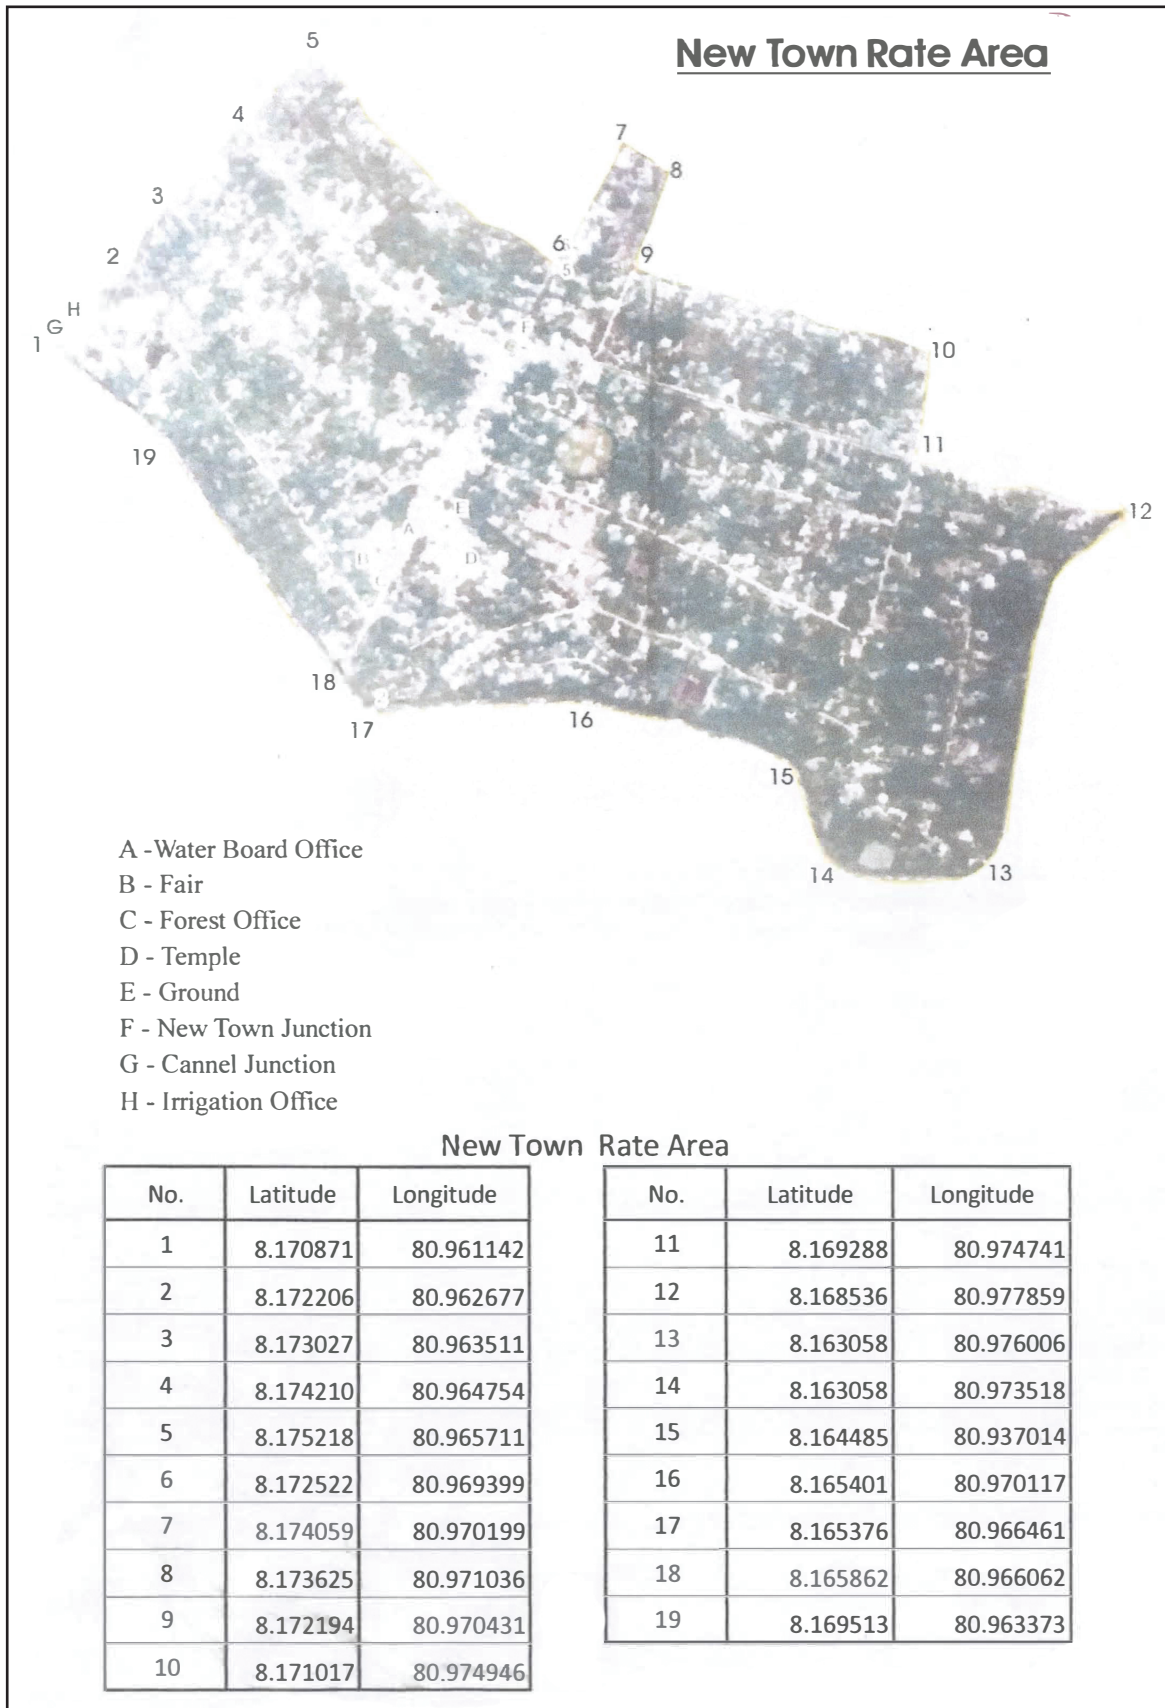 New Town Rate Area
5
4
7
8
3
6
9
2
5
H
G
F
1
10
11
19
E
12
A
B
D
C
18
17
16
15
14
13
A -Water Board Office
B - Fair
C - Forest Office
D - Temple
E - Ground
F - New Town Junction
G - Cannel Junction
H - Irrigation Office
New Town Rate Area
No. Latitude Longitude No. Latitude Longitude
1 8.170871 80.961142 11 8.169288 80.974741
2 8.172206 80.962677 12 8.168536 80.977859
3 8.173027 80.963511 13 8.163058 80.976006
4 8.174210 80.964754 14 8.163058 80.973518
5 8.175218 80.965711 15 8.164485 80.937014
6 8.172522 80.969399 16 8.165401 80.970117
7 8.174059 80.970199 17 8.165376 80.966461
8 8.173625 80.971036 18 8.165862 80.966062
9 8.172194 80.970431 19 8.169513 80.963373
10 8.171017 80.974946